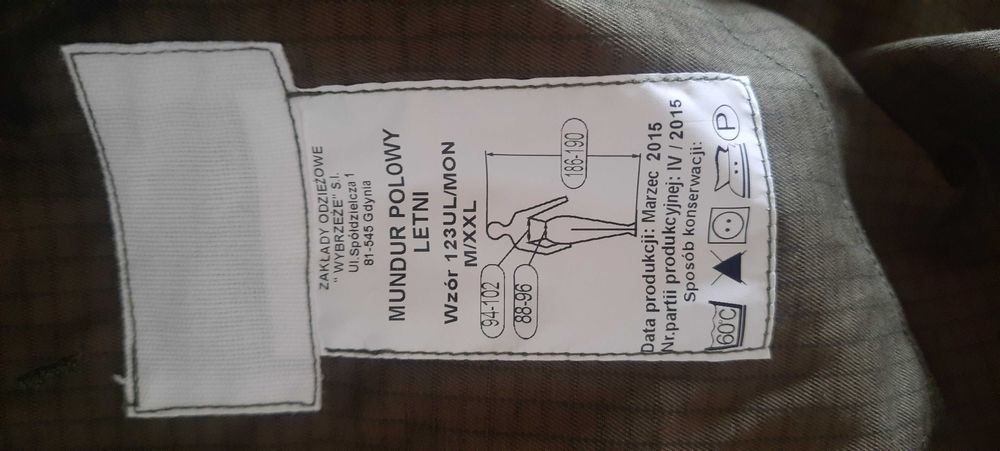 ZAKŁADY ODZIEŻOWE
" WYBRZEŻE" S.I.
Ul.Spółdzielcza 1
81-545 Gdynia
MUNDUR POLOWY
LETNI
Wzór 123UL/MON
M/XXL
186-190
94-102
88-96
Data produkcji: Marzec 2015
Nr.partii produkcyjnej: IV / 2015
Sposób konserwacji:
60°C P